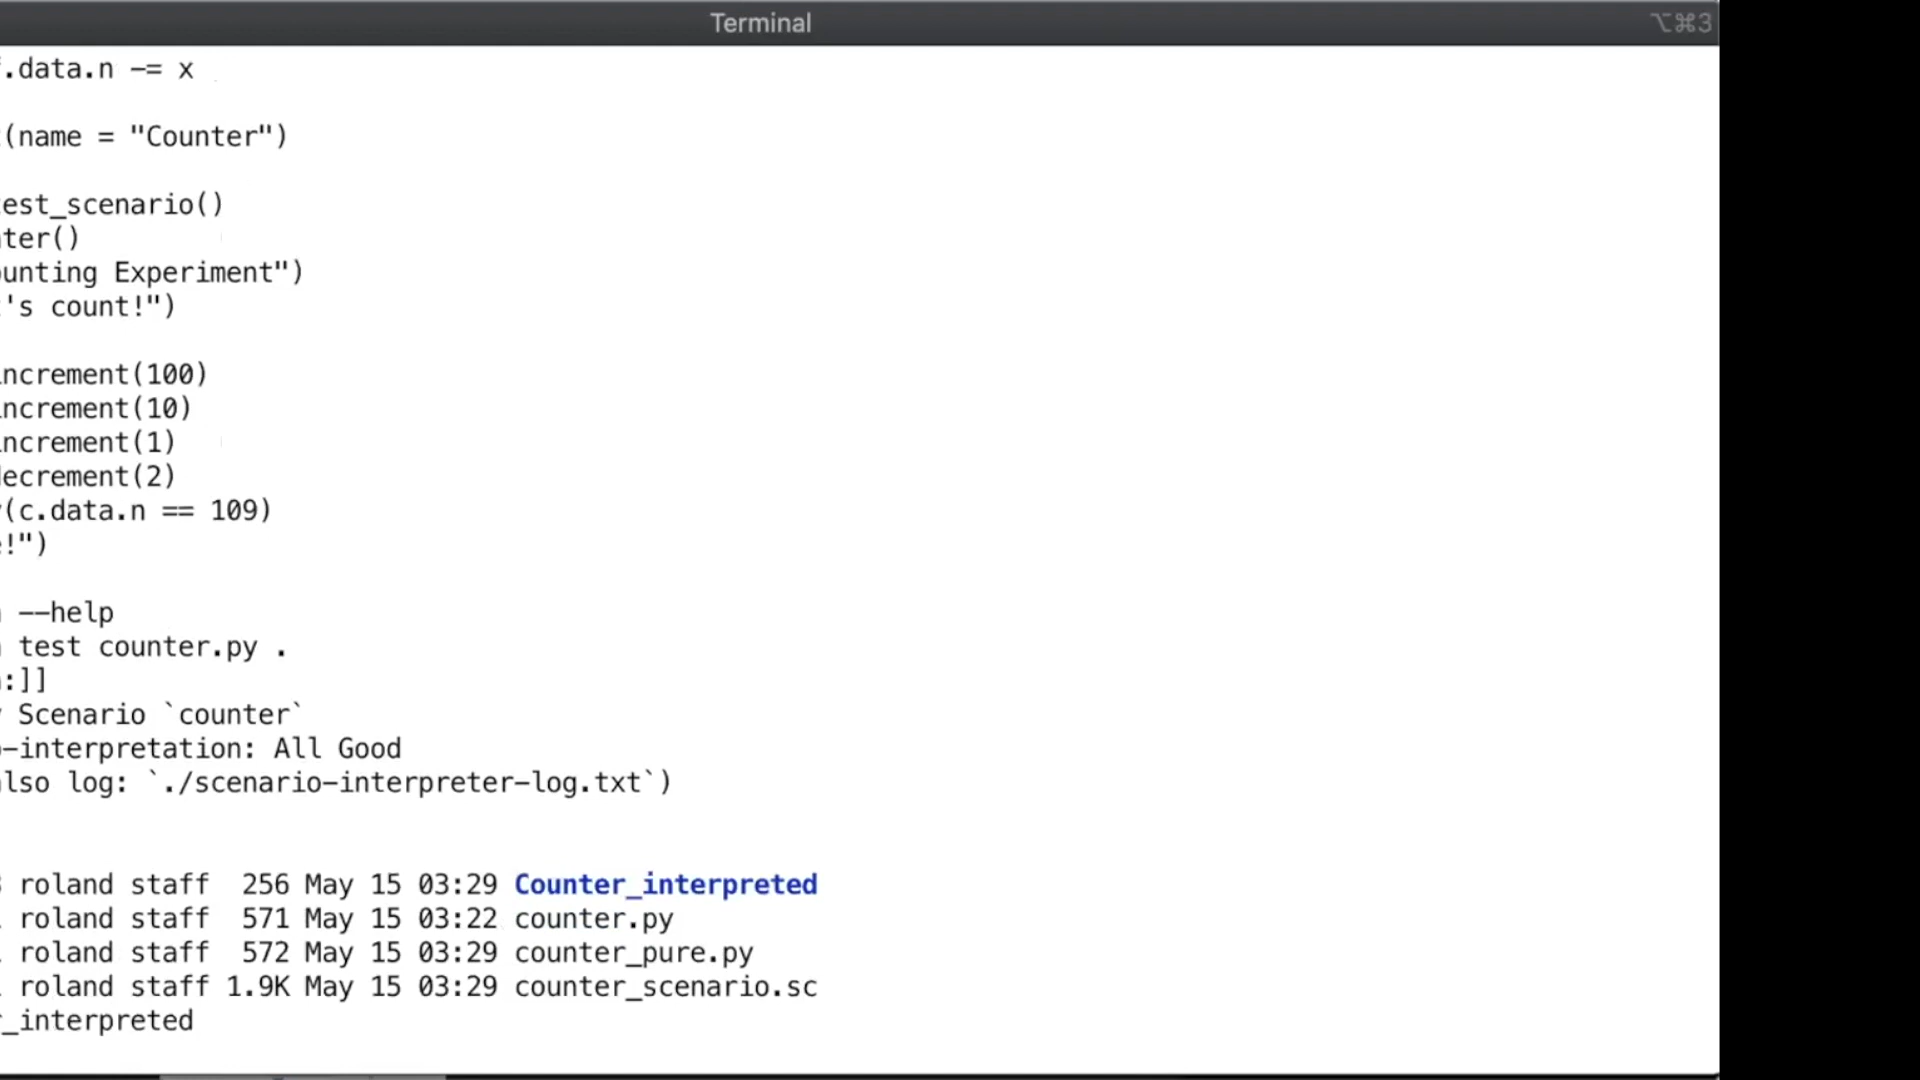 Terminal
⌥⌘3
.data.n -= x
(name = "Counter")
est_scenario()
ter()
unting Experiment")
's count!")
ncrement(100)
ncrement(10)
ncrement(1)
ecrement(2)
(c.data.n == 109)
!")
--help
test counter.py .
:]]
Scenario `counter`
-interpretation: All Good
lso log: `./scenario-interpreter-log.txt`)
roland staff 256 May 15 03:29 Counter_interpreted
roland staff 571 May 15 03:22 counter.py
roland staff 572 May 15 03:29 counter_pure.py
roland staff 1.9K May 15 03:29 counter_scenario.sc
_interpreted